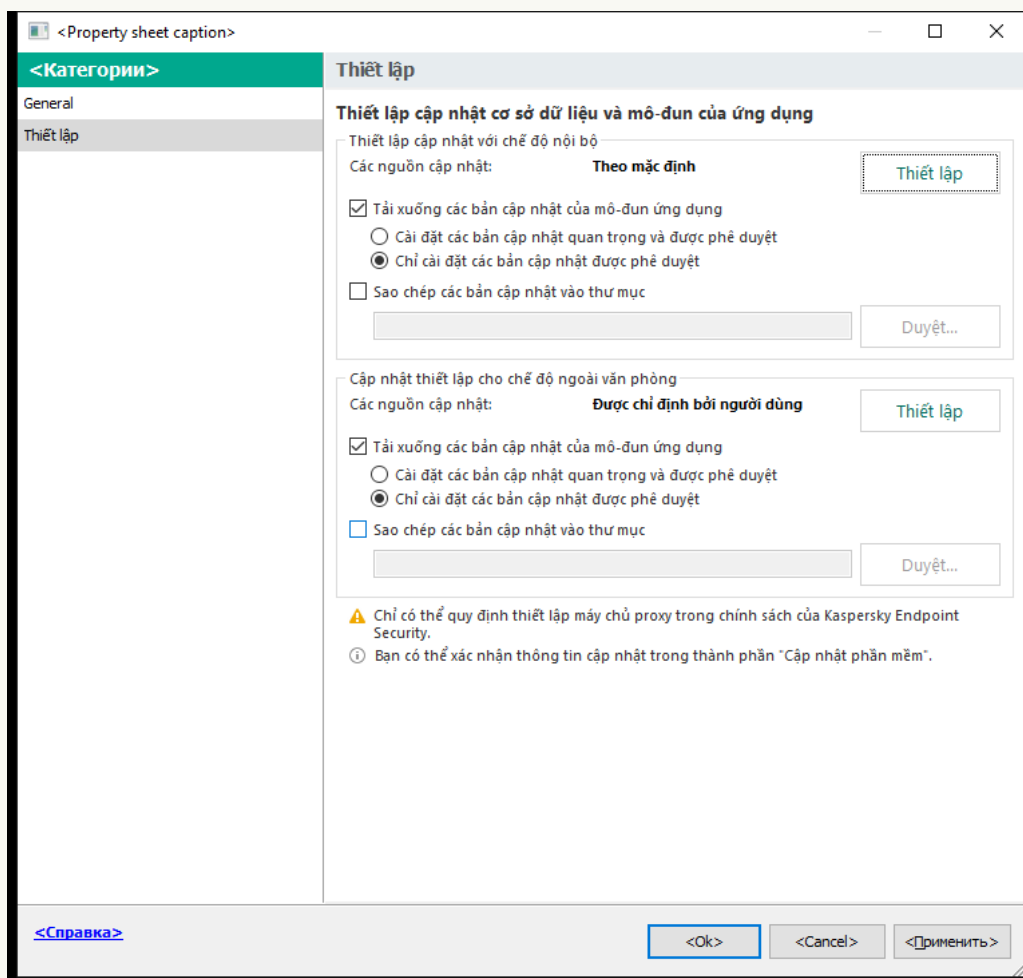 <Property sheet caption>
<Категории>
General
Thiết lập
Thiết lập
Thiết lập cập nhật cơ sở dữ liệu và mô-đun của ứng dụng
Thiết lập cập nhật với chế độ nội bộ
Các nguồn cập nhật: Theo mặc định Thiết lập
Tải xuống các bản cập nhật của mô-đun ứng dụng
Cài đặt các bản cập nhật quan trọng và được phê duyệt
Chỉ cài đặt các bản cập nhật được phê duyệt
Sao chép các bản cập nhật vào thư mục
Duyệt...
Cập nhật thiết lập cho chế độ ngoài văn phòng
Các nguồn cập nhật: Được chỉ định bởi người dùng Thiết lập
Tải xuống các bản cập nhật của mô-đun ứng dụng
Cài đặt các bản cập nhật quan trọng và được phê duyệt
Chỉ cài đặt các bản cập nhật được phê duyệt
Sao chép các bản cập nhật vào thư mục
Duyệt...
Chỉ có thể quy định thiết lập máy chủ proxy trong chính sách của Kaspersky Endpoint
Security.
Bạn có thể xác nhận thông tin cập nhật trong thành phần "Cập nhật phần mềm".
<Справка>
<Ok> <Cancel> <Применить>